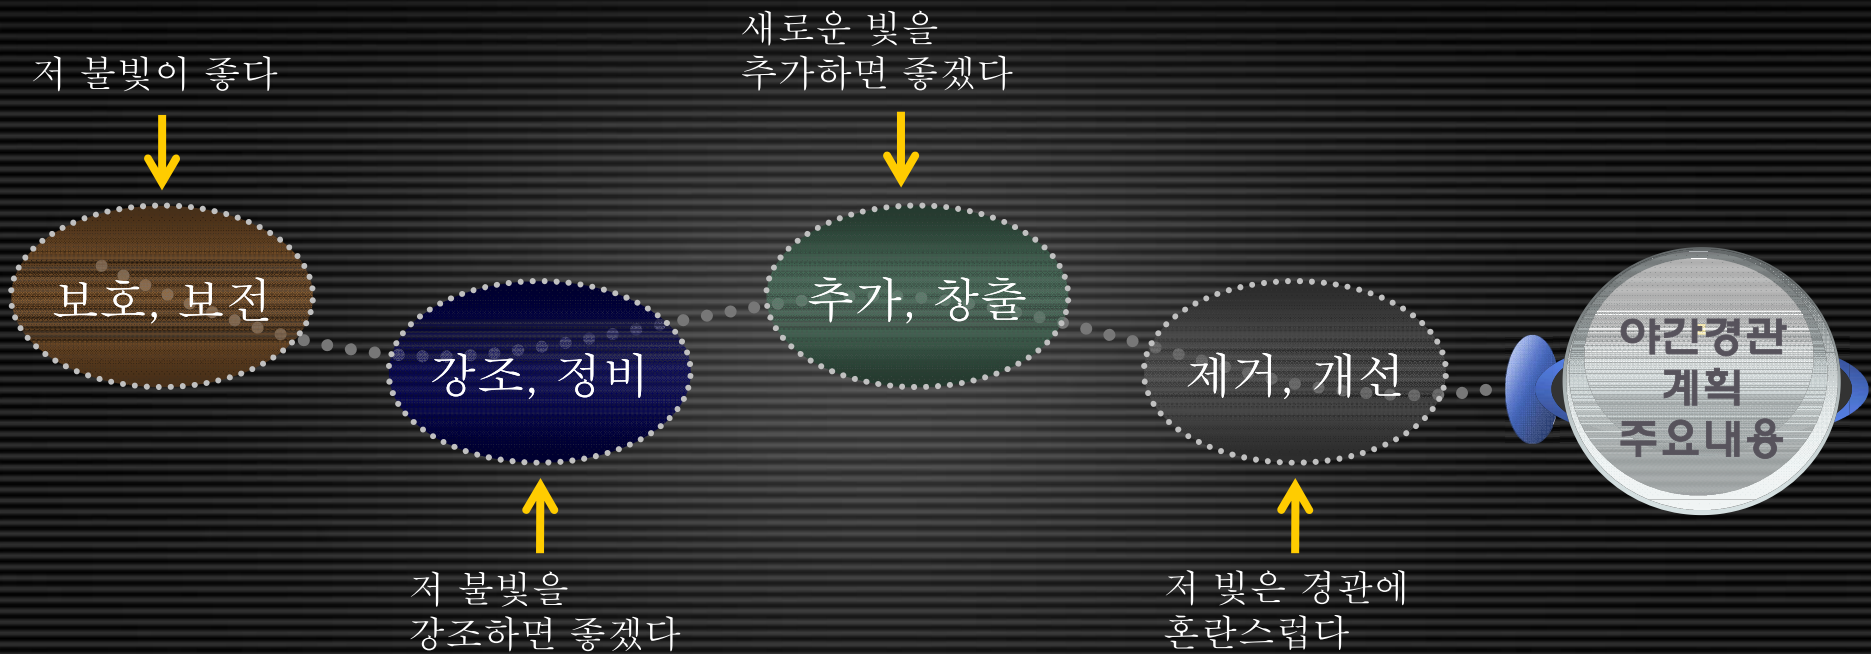 저 불빛이 좋다
보호, 보전
강조, 정비
저 불빛을
강조하면 좋겠다
새로운 빛을
추가하면 좋겠다
추가, 창출
제거, 개선
저 빛은 경관에
혼란스럽다
야간경관
계획
주요내용